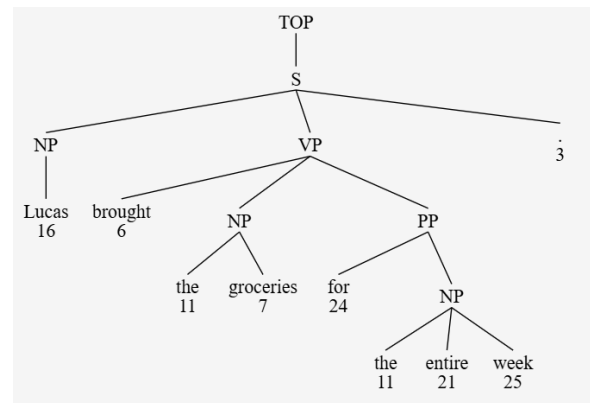 TOP
S
NP VP .
3
Lucas brought NP PP
16 6
the groceries for NP
11 7 24
the entire week
11 21 25